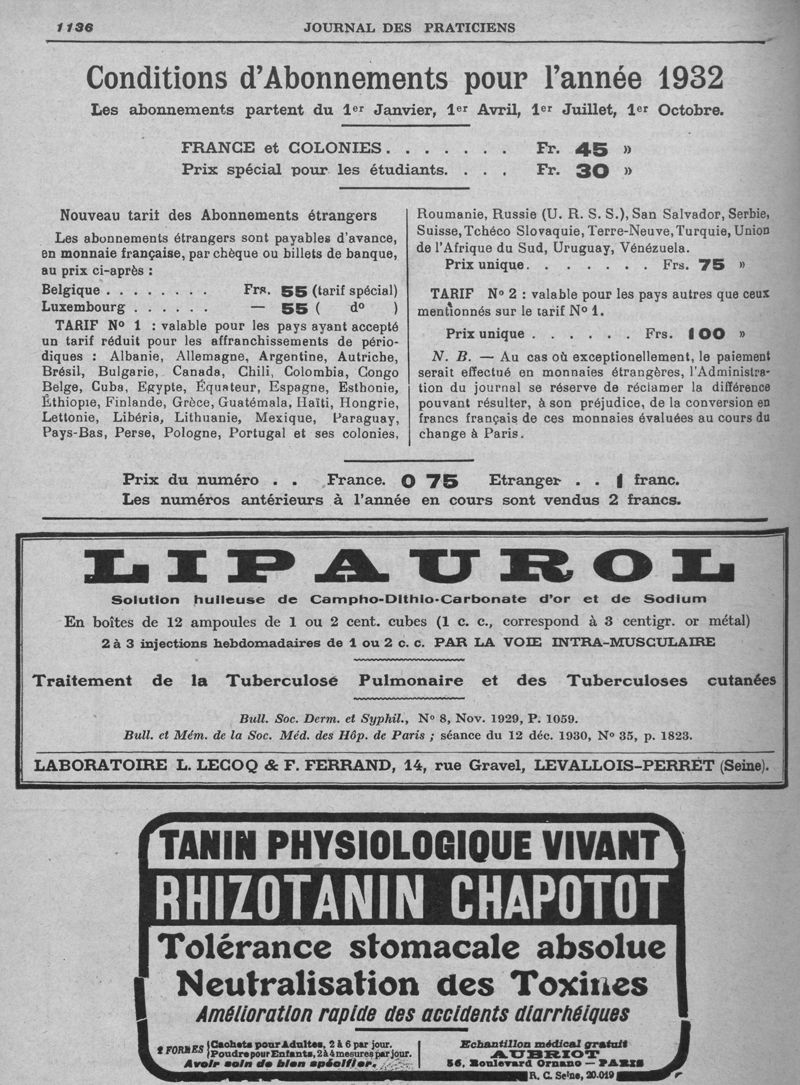 1136
JOURNAL DES PRATICIENS
Conditions d'Abonnements pour l'année 1932
Les abonnements partent du 1er Janvier, 1er Avril, 1er Juillet, 1er Octobre.
FRANCE et COLONIES . . . . . . . Fr. 45 »
Prix spécial pour les étudiants. . . . Fr. 30 »
Nouveau tarif des Abonnements étrangers
Les abonnements étrangers sont payables d'avance,
en monnaie française, par chèque ou billets de banque,
au prix ci-après :
Belgique . . . . . . . . Frs. 55 (tarif spécial)
Luxembourg . . . . . . — 55 ( do )
TARIF No 1 : valable pour les pays ayant accepté
un tarif réduit pour les affranchissements de pério-
diques : Albanie, Allemagne, Argentine, Autriche,
Brésil, Bulgarie, Canada, Chili, Colombia, Congo
Belge, Cuba, Egypte, Équateur, Espagne, Esthonie,
Éthiopie, Finlande, Grèce, Guatémala, Haïti, Hongrie,
Lettonie, Libéria, Lithuanie, Mexique, Paraguay,
Pays-Bas, Perse, Pologne, Portugal et ses colonies,
Roumanie, Russie (U. R. S. S.), San Salvador, Serbie,
Suisse, Tchéco Slovaquie, Terre-Neuve, Turquie, Union
de l'Afrique du Sud, Uruguay, Vénézuela.
Prix unique . . . . . . . Frs. 75 »
TARIF No 2 : valable pour les pays autres que ceux
mentionnés sur le tarif No 1.
Prix unique . . . . . . Frs. 100 »
N. B. — Au cas où exceptionellement, le paiement
serait effectué en monnaies étrangères, l'Administra-
tion du journal se réserve de réclamer la différence
pouvant résulter, à son préjudice, de la conversion en
francs français de ces monnaies évaluées au cours du
change à Paris.
Prix du numéro . . France. 0 75 Etranger . . 1 franc.
Les numéros antérieurs à l'année en cours sont vendus 2 francs.
LIPAUROL
Solution huileuse de Campho-Dithio-Carbonate d'or et de Sodium
En boîtes de 12 ampoules de 1 ou 2 cent. cubes (1 c. c., correspond à 3 centigr. or métal)
2 à 3 injections hebdomadaires de 1 ou 2 c. c. PAR LA VOIE INTRA-MUSCULAIRE
Traitement de la Tuberculose Pulmonaire et des Tuberculoses cutanées
Bull. Soc. Derm. et Syphil., No 8, Nov. 1929, P. 1059.
Bull. et Mém. de la Soc. Méd. des Hôp. de Paris ; séance du 12 déc. 1930, No 35, p. 1823.
LABORATOIRE L. LECOQ & F. FERRAND, 14, rue Gravel, LEVALLOIS-PERRET (Seine).
TANIN PHYSIOLOGIQUE VIVANT
RHIZOTANIN CHAPOTOT
Tolérance stomacale absolue
Neutralisation des Toxines
Amélioration rapide des accidents diarrhéiques
2 FORMES
Cachets pour Adultes, 2 à 6 par jour.
Poudre pour Enfants, 2 à 4 mesures par jour.
Avoir soin de bien spécifier.
Echantillon médical gratuit
AUBRIOT
56, Boulevard Ornano — PARIS
R. C. Seine, 20.019